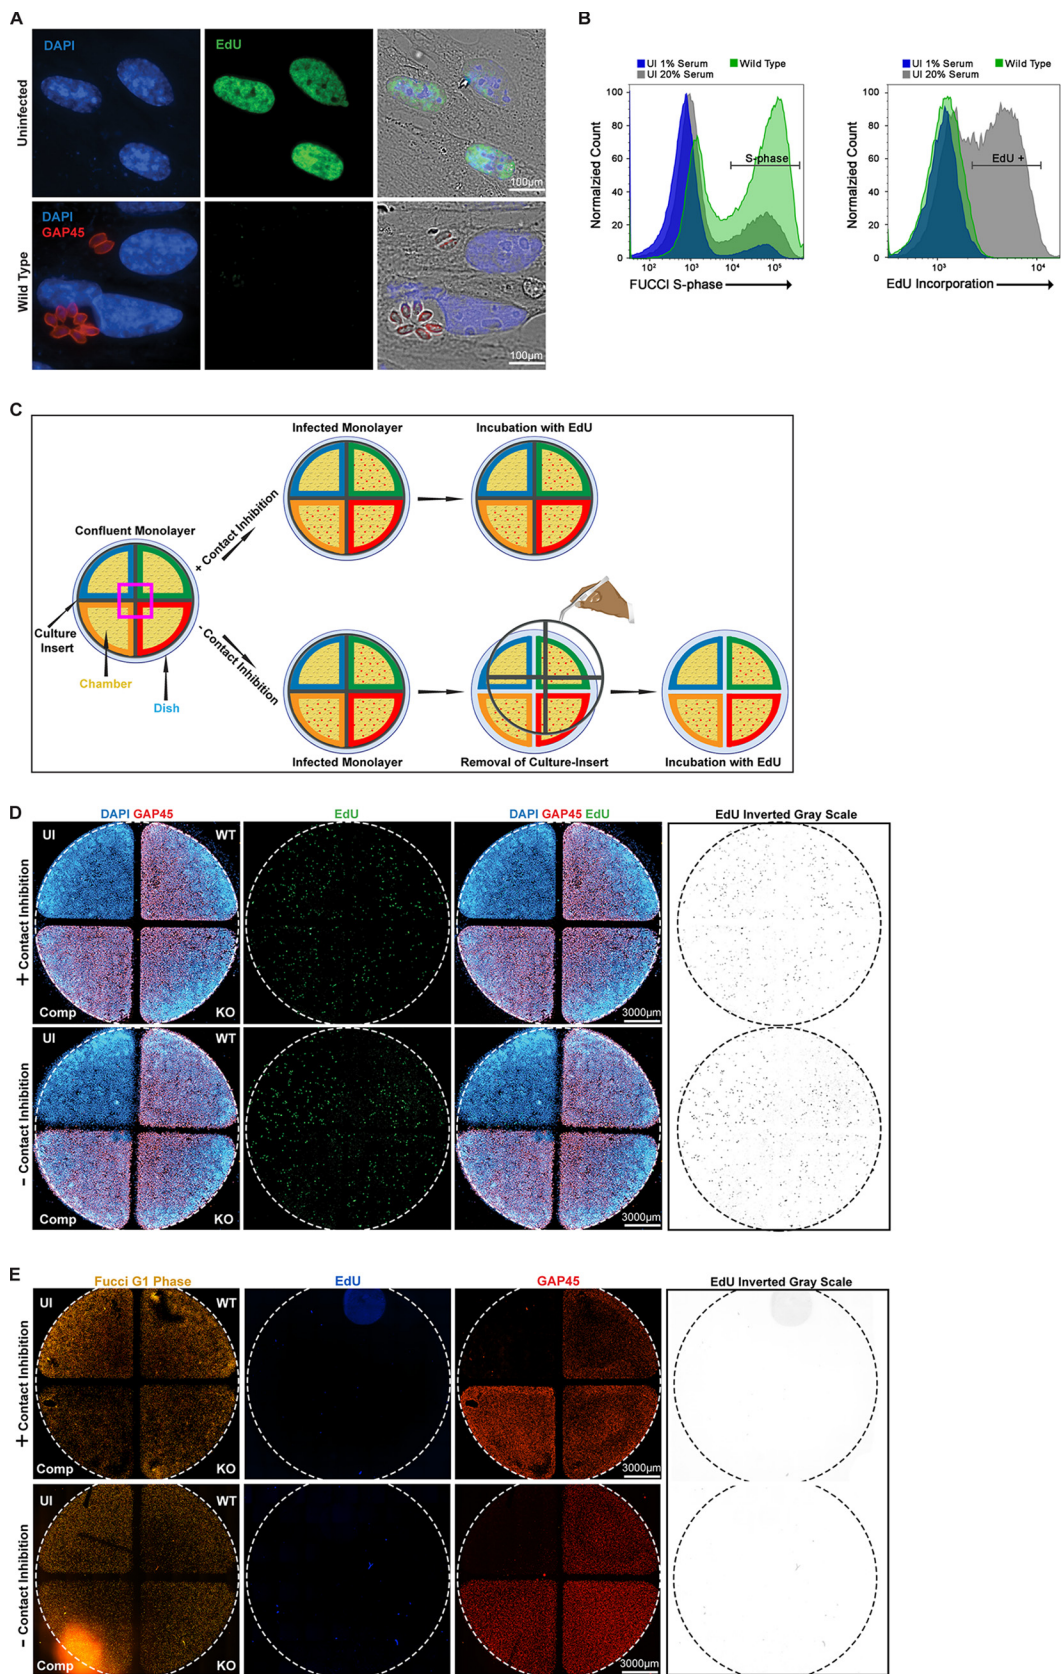 A
Uninfected
DAPI
EdU
100µm
Wild Type
DAPI
GAP45
100µm
B
UI 1% Serum
Wild Type
UI 20% Serum
Normalzied Count
100
80
60
40
20
0
S-phase
10² 10³ 10⁴ 10⁵
FUCCI S-phase
UI 1% Serum
Wild Type
UI 20% Serum
Normalzied Count
100
80
60
40
20
0
EdU +
10³ 10⁴
EdU Incorporation
C
Infected Monolayer
Incubation with EdU
Confluent Monolayer
+ Contact Inhibition
- Contact Inhibition
Culture
Insert
Chamber
Dish
Infected Monolayer
Removal of Culture-Insert
Incubation with EdU
D
DAPI GAP45
EdU
DAPI GAP45 EdU
EdU Inverted Gray Scale
+ Contact Inhibition
UI
WT
Comp
KO
3000µm
- Contact Inhibition
UI
WT
Comp
KO
3000µm
E
Fucci G1 Phase
EdU
GAP45
EdU Inverted Gray Scale
+ Contact Inhibition
UI
WT
Comp
KO
3000µm
- Contact Inhibition
UI
WT
Comp
KO
3000µm